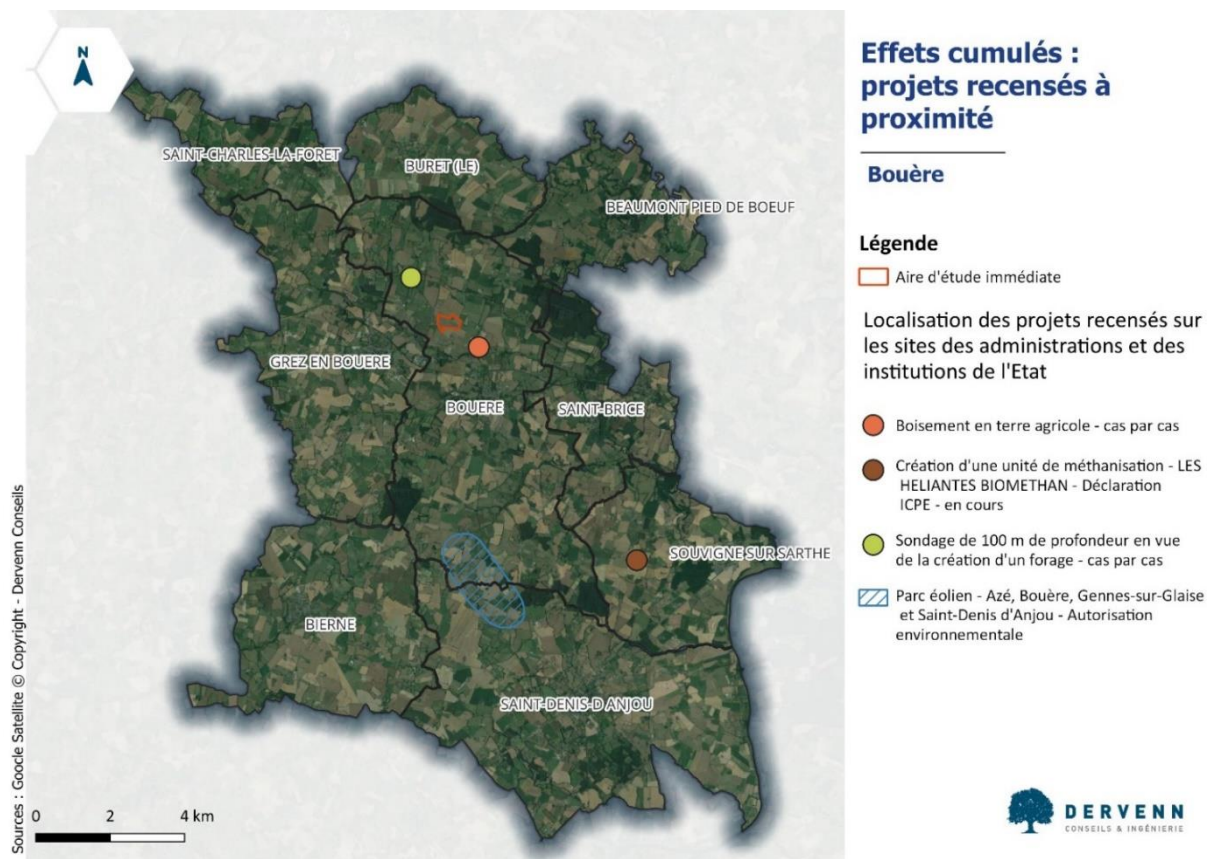 N
SAINT-CHARLES-LA-FORET
BURET (LE)
BEAUMONT PIED DE BOEUF
GREZ EN BOUERE
BOUERE
SAINT-BRICE
SOUVIGNE SUR SARTHE
BIERNE
SAINT-DENIS-D ANJOU
0 2 4 km
Sources : Goocle Satellite © Copyright - Dervenn Conseils
Effets cumulés :
projets recensés à
proximité
Bouère
Légende
Aire d'étude immédiate
Localisation des projets recensés sur
les sites des administrations et des
institutions de l'Etat
Boisement en terre agricole - cas par cas
Création d'une unité de méthanisation - LES
HELIANTES BIOMETHAN - Déclaration
ICPE - en cours
Sondage de 100 m de profondeur en vue
de la création d'un forage - cas par cas
Parc éolien - Azé, Bouère, Gennes-sur-Glaise
et Saint-Denis d'Anjou - Autorisation
environnementale
DERVENN
CONSEILS & INGÉNIERIE